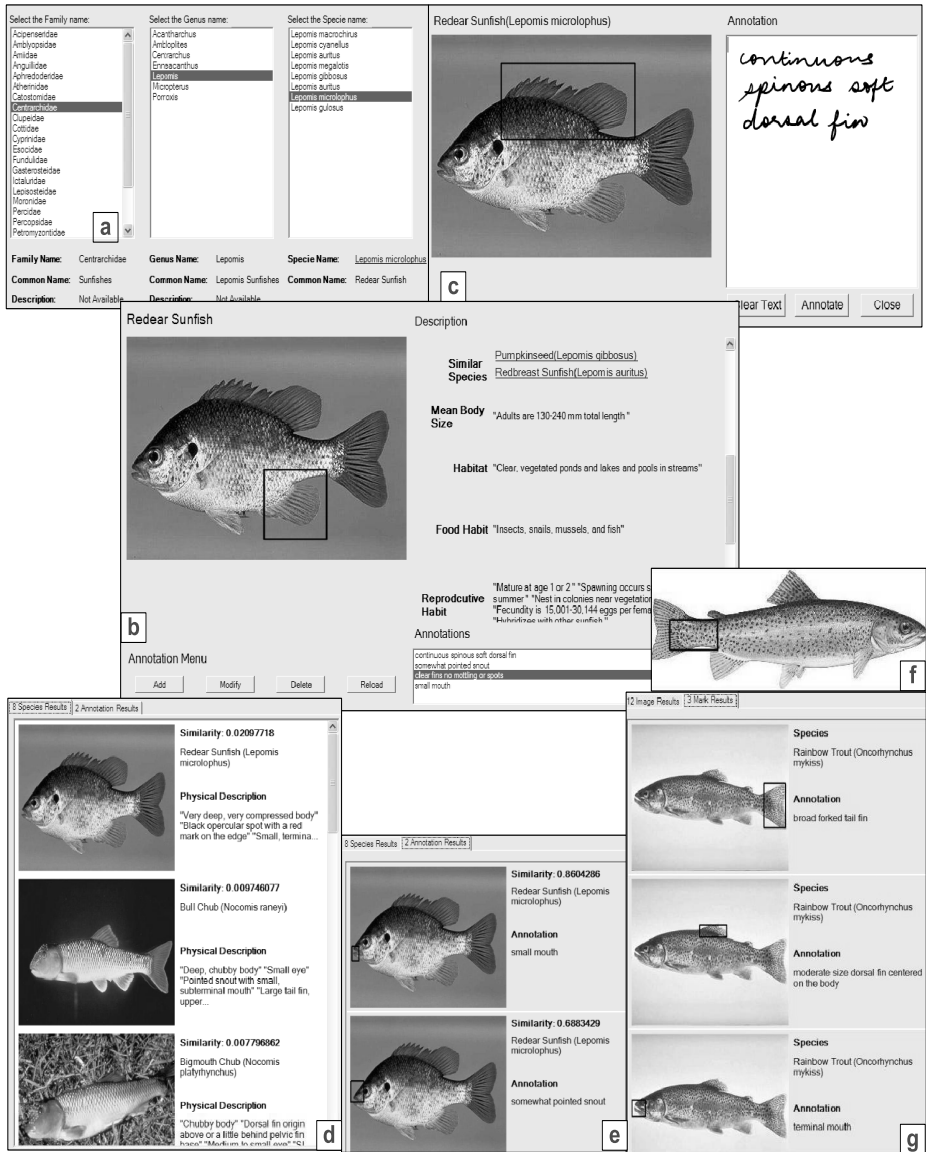 Select the Family name:
Acipenseridae
Amblyopsidae
Amiidae
Anguillidae
Aphredoderidae
Atherinidae
Catostomidae
Centrarchidae
Clupeidae
Cottidae
Cyprinidae
Esocidae
Fundulidae
Gasterosteidae
Ictaluridae
Lepisosteidae
Moronidae
Percidae
Percopsidae
Petromyzontidae
Select the Genus name:
Acantharchus
Ambloplites
Centrarchus
Enneacanthus
Lepomis
Micropterus
Poroxis
Select the Specie name:
Lepomis macrochirus
Lepomis cyanellus
Lepomis auritus
Lepomis megalotis
Lepomis gibbosus
Lepomis auritus
Lepomis microlophus
Lepomis gulosus
a
Family Name: Centrarchidae
Common Name: Sunfishes
Description: Not Available
Genus Name: Lepomis
Common Name: Lepomis Sunfishes
Description: Not Available
Specie Name: Lepomis microlophus
Common Name: Redear Sunfish
Redear Sunfish(Lepomis microlophus)
Annotation
continuous
spinous soft
dorsal fin
c
Clear Text Annotate Close
Redear Sunfish
Description
Similar Species
Pumpkinseed(Lepomis gibbosus)
Redbreast Sunfish(Lepomis auritus)
Mean Body Size "Adults are 130-240 mm total length "
Habitat "Clear, vegetated ponds and lakes and pools in streams"
Food Habit "Insects, snails, mussels, and fish"
Reprodcutive Habit
"Mature at age 1 or 2 " "Spawning occurs s
summer " "Nest in colonies near vegetation
"Fecundity is 15,001-30,144 eggs per fema
"Hybridizes with other sunfish "
b
Annotations
continuous spinous soft dorsal fin
somewhat pointed snout
clear fins no mottling or spots
small mouth
Annotation Menu
Add Modify Delete Reload
f
8 Species Results 2 Annotation Results
Similarity: 0.02097718
Redear Sunfish (Lepomis
microlophus)
Physical Description
"Very deep, very compressed body"
"Black opercular spot with a red
mark on the edge" "Small, termina...
Similarity: 0.009746077
Bull Chub (Nocomis raneyi)
Physical Description
"Deep, chubby body" "Small eye"
"Pointed snout with small,
subterminal mouth" "Large tail fin,
upper...
Similarity: 0.007796862
Bigmouth Chub (Nocomis
platyrhynchus)
Physical Description
"Chubby body" "Dorsal fin origin
above or a little behind pelvic fin
base" "Medium to small eye" "Sl
d
8 Species Results 2 Annotation Results
Similarity: 0.8604286
Redear Sunfish (Lepomis
microlophus)
Annotation
small mouth
Similarity: 0.6883429
Redear Sunfish (Lepomis
microlophus)
Annotation
somewhat pointed snout
e
12 Image Results 3 Mark Results
Species
Rainbow Trout (Oncorhynchus
mykiss)
Annotation
broad forked tail fin
Species
Rainbow Trout (Oncorhynchus
mykiss)
Annotation
moderate size dorsal fin centered
on the body
Species
Rainbow Trout (Oncorhynchus
mykiss)
Annotation
terminal mouth
g